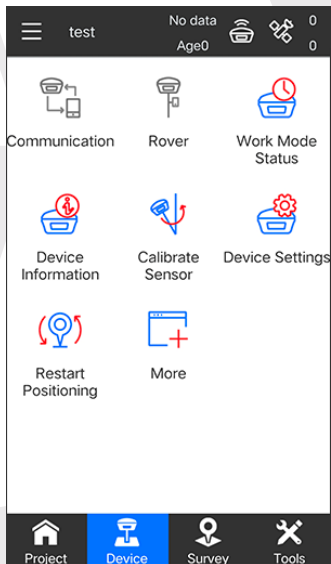 test
No data
Age0
0
0
Communication
Rover
Work Mode
Status
Device
Information
Calibrate
Sensor
Device Settings
Restart
Positioning
More
Project
Device
Survey
Tools